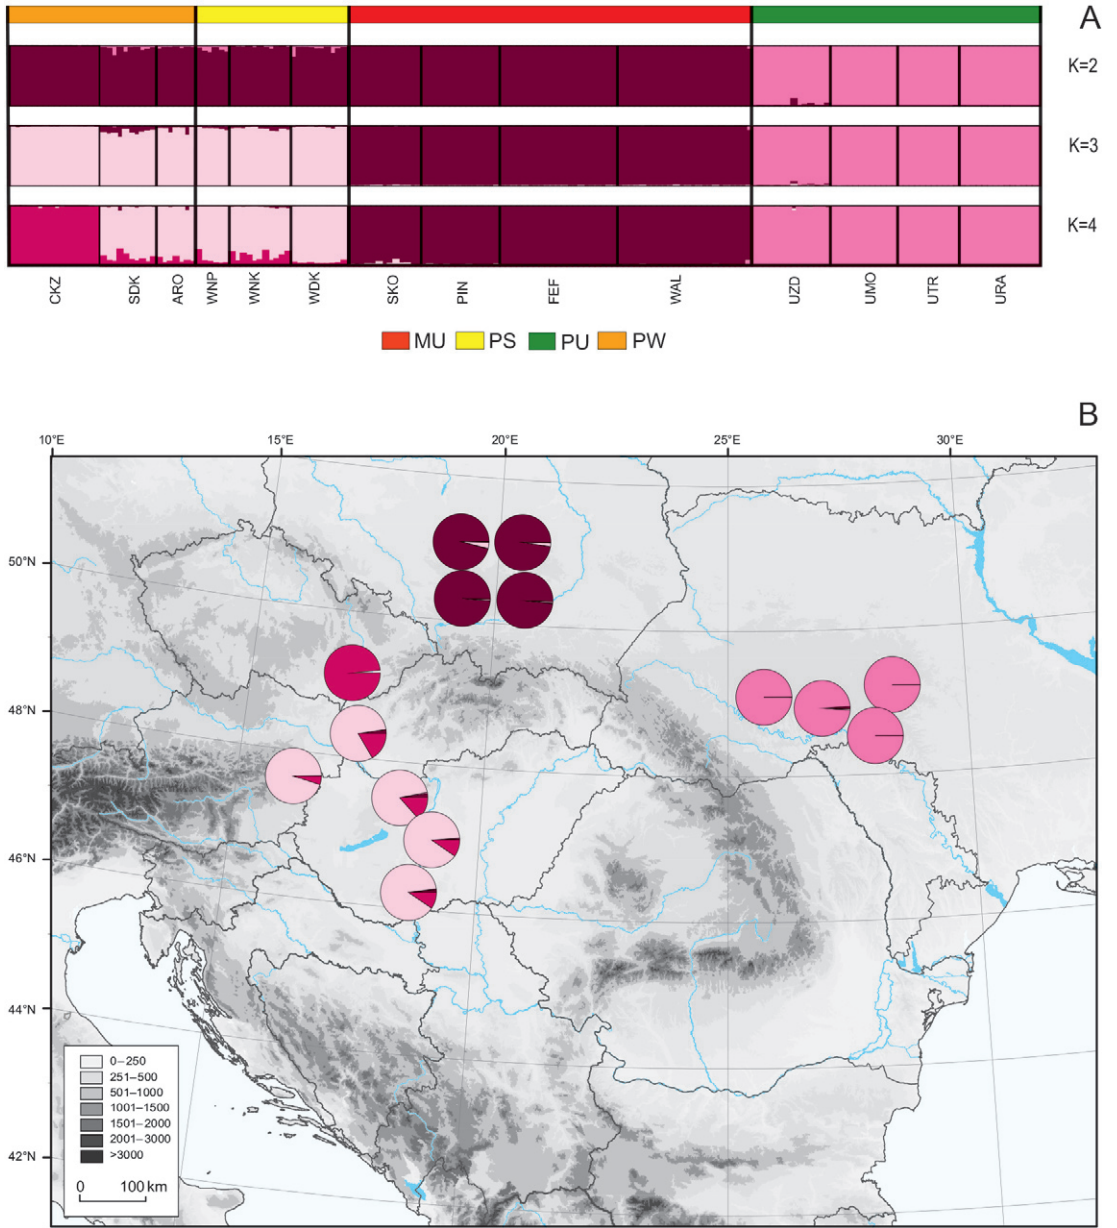 A
K=2
K=3
K=4
CKZ SDK ARO WNP WNK WDK SKO PIN FEF WAL UZD UMO UTR URA
MU PS PU PW
B
10°E 15°E 20°E 25°E 30°E
50°N
48°N
46°N
44°N
42°N
0–250
251–500
501–1000
1001–1500
1501–2000
2001–3000
>3000
0 100 km